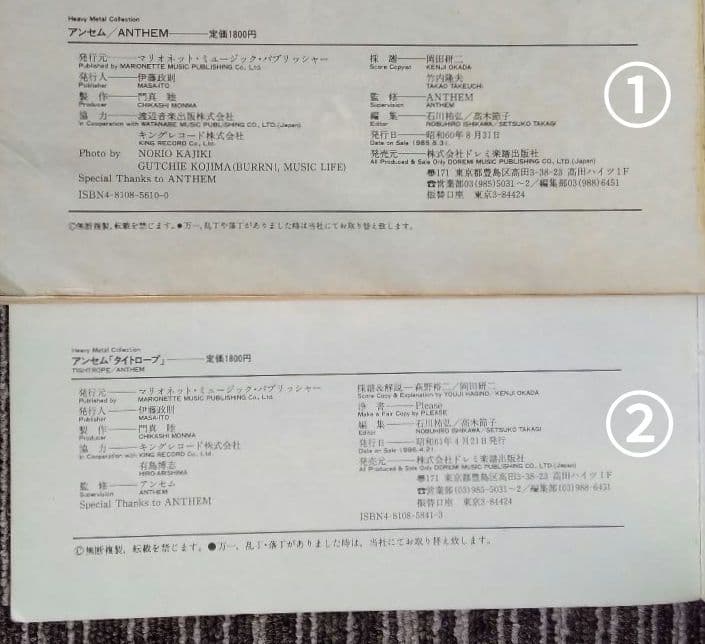 Heavy Metal Collection
アンセム/ANTHEM―――定価1800円
発行元―――マリオネット・ミュージック・パブリッシャー
Published by MARIONETTE MUSIC PUBLISHING Co., Ltd.
発行人―――伊藤政則
Publisher MASA-ITO
製作―――門真 陸
Producer CHIKASHI MONMA
協力―――渡辺音楽出版株式会社
In Cooperation with WATANABE MUSIC PUBLISHING CO., LTD.(Japan)
キングレコード株式会社
KING RECORD Co., Ltd.
Photo by NORIO KAJIKI
GUTCHIE KOJIMA (BURRN!, MUSIC LIFE)
Special Thanks to ANTHEM
ISBN4-8108-5610-0
採譜―――岡田研二
Score Copyist KENJI OKADA
竹内隆夫
TAKAO TAKEUCHI
監修―――ANTHEM
Supervision ANTHEM
編集―――石川祐弘/高木節子
Editor NOBUHIRO ISHIKAWA/SETSUKO TAKAGI
発行日―――昭和60年8月31日
Date on Sale 1985.8.31
発売元―――株式会社ドレミ楽譜出版社
All Produced & Sale Only DOREMI MUSIC PUBLISHING CO., LTD (Japan)
〠171 東京都豊島区高田3-38-23 高田ハイツ1F
☎営業部03(985)5031~2/編集部03(988)6451
振替口座 東京3-84424
Ⓒ無断複製、転載を禁じます。●万一、乱丁や落丁がありました時は当社にてお取り替え致します。
①
Heavy Metal Collection
アンセム「タイトロープ」―――定価1800円
TIGHTROPE/ANTHEM
発行元―――マリオネット・ミュージック・パブリッシャー
Published by MARIONETTE MUSIC PUBLISHING Co., Ltd.
発行人―――伊藤政則
Publisher MASA-ITO
製作―――門真 陸
Producer CHIKASHI MONMA
協力―――キングレコード株式会社
In Cooperation with KING RECORD Co., Ltd.
有島博志
HIRO-ARISHIMA
監修―――アンセム
Supervision ANTHEM
Special Thanks to ANTHEM
採譜&解説―――萩野裕二/岡田研二
Score Copy & Explanation by YOUJI HAGINO/KENJI OKADA
浄書―――Please
Make a Fair Copy by PLEASE
編集―――石川祐弘/高木節子
Editor NOBUHIRO ISHIKAWA/SETSUKO TAKAGI
発行日―――昭和61年4月21日発行
Date on Sale 1986.4.21.
発売元―――株式会社ドレミ楽譜出版社
All Produced & Sale Only DOREMI MUSIC PUBLISHING CO., LTD (Japan)
〠171 東京都豊島区高田3-38-23 高田ハイツ1F
☎営業部(03)985-5031~2/編集部(03)988-6451
振替口座 東京3-84424
ISBN4-8108-5841-3
Ⓒ無断複製、転載を禁じます。●万一、乱丁・落丁がありました時は、当社にてお取り替え致します。
②